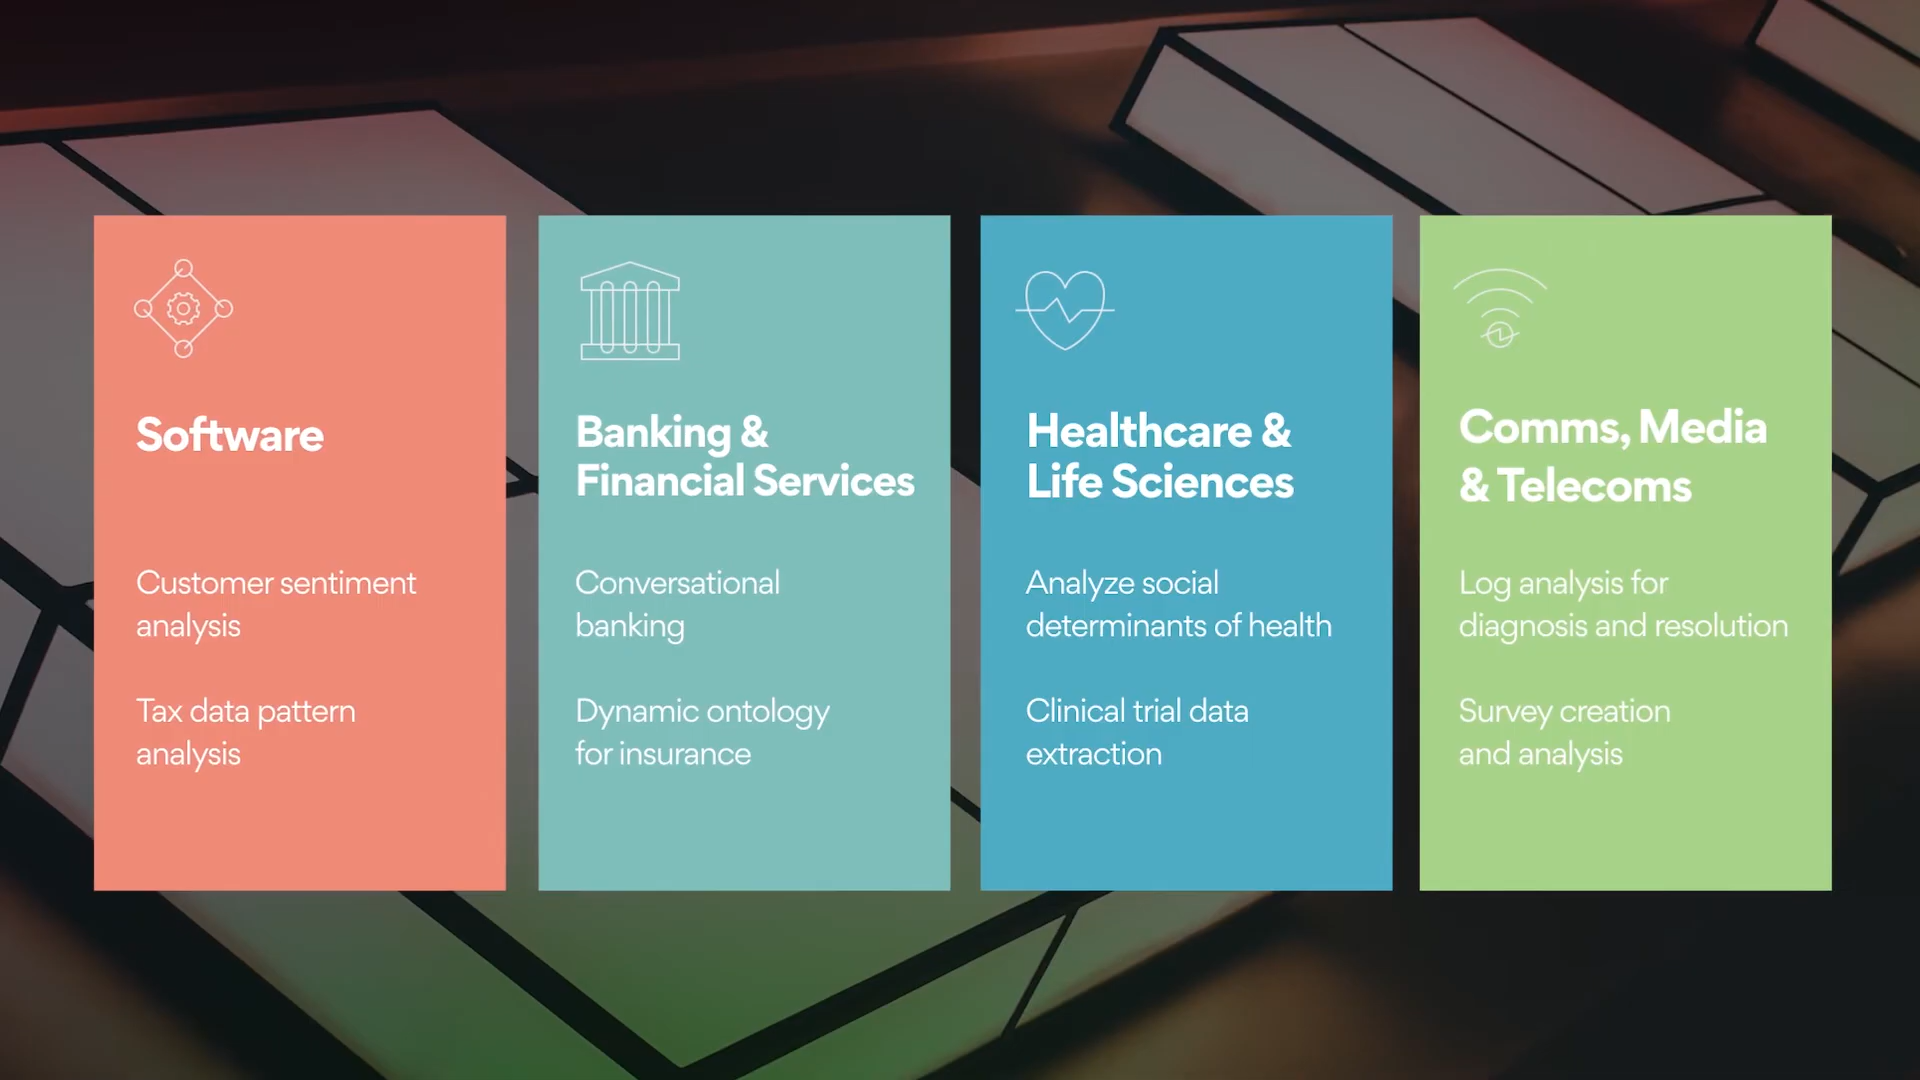 Software
Customer sentiment
analysis
Tax data pattern
analysis
Banking &
Financial Services
Conversational
banking
Dynamic ontology
for insurance
Healthcare &
Life Sciences
Analyze social
determinants of health
Clinical trial data
extraction
Comms, Media
& Telecoms
Log analysis for
diagnosis and resolution
Survey creation
and analysis